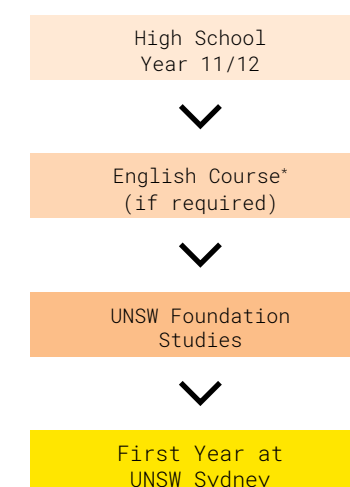 High School
Year 11/12
English Course*
(if required)
UNSW Foundation
Studies
First Year at
UNSW Sydney